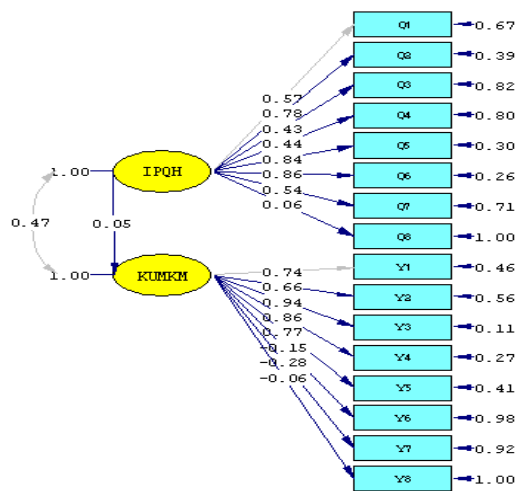 Q1 0.67
Q2 0.39
Q3 0.82
0.57
0.78
0.43
Q4 0.80
0.44
0.84
Q5 0.30
1.00 IPQH
0.86
Q6 0.26
0.54
Q7 0.71
0.06
0.47 0.05
Q8 1.00
1.00 KUMKM
0.74
Y1 0.46
0.66
Y2 0.56
0.94
0.86
Y3 0.11
0.77
-0.15
Y4 0.27
-0.28
-0.06
Y5 0.41
Y6 0.98
Y7 0.92
Y8 1.00